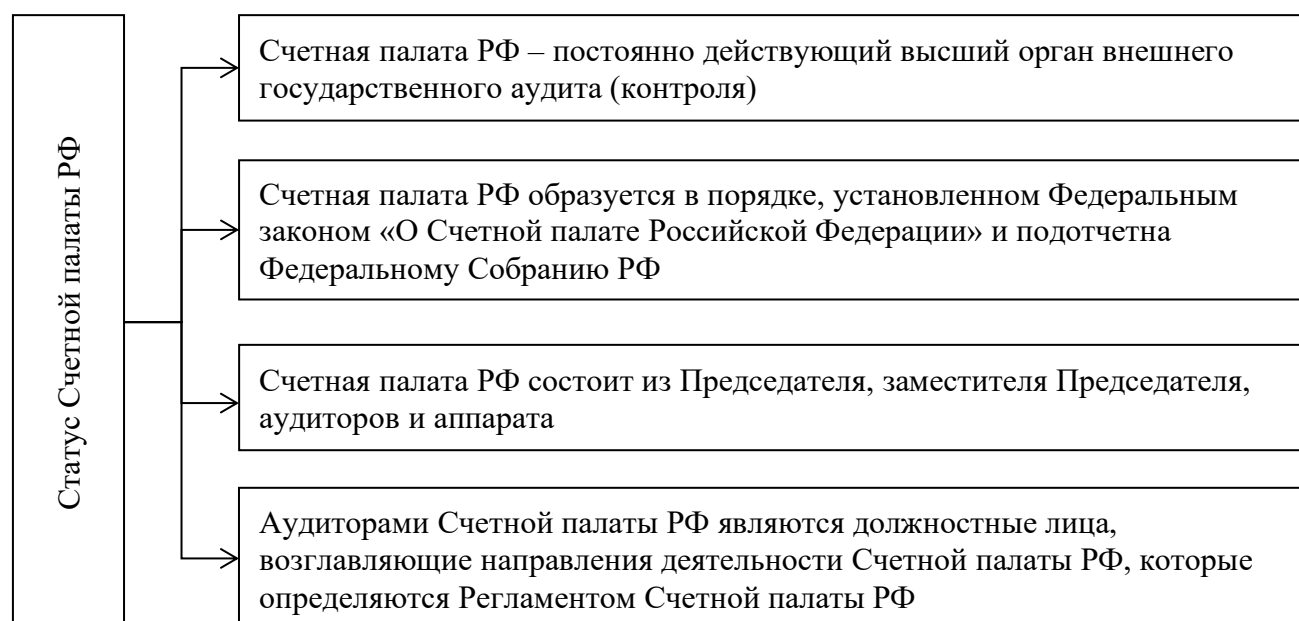 Статус Счетной палаты РФ
Счетная палата РФ – постоянно действующий высший орган внешнего
государственного аудита (контроля)
Счетная палата РФ образуется в порядке, установленном Федеральным
законом «О Счетной палате Российской Федерации» и подотчетна
Федеральному Собранию РФ
Счетная палата РФ состоит из Председателя, заместителя Председателя,
аудиторов и аппарата
Аудиторами Счетной палаты РФ являются должностные лица,
возглавляющие направления деятельности Счетной палаты РФ, которые
определяются Регламентом Счетной палаты РФ